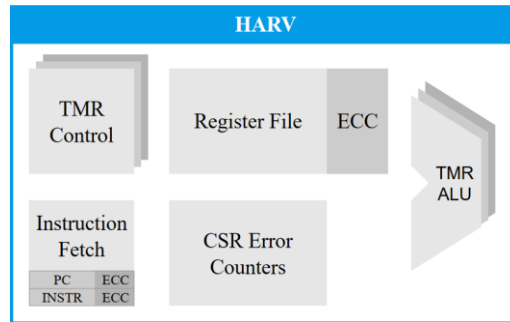 HARV
TMR
Control
Register File
ECC
TMR
ALU
Instruction
Fetch
PC ECC
INSTR ECC
CSR Error
Counters